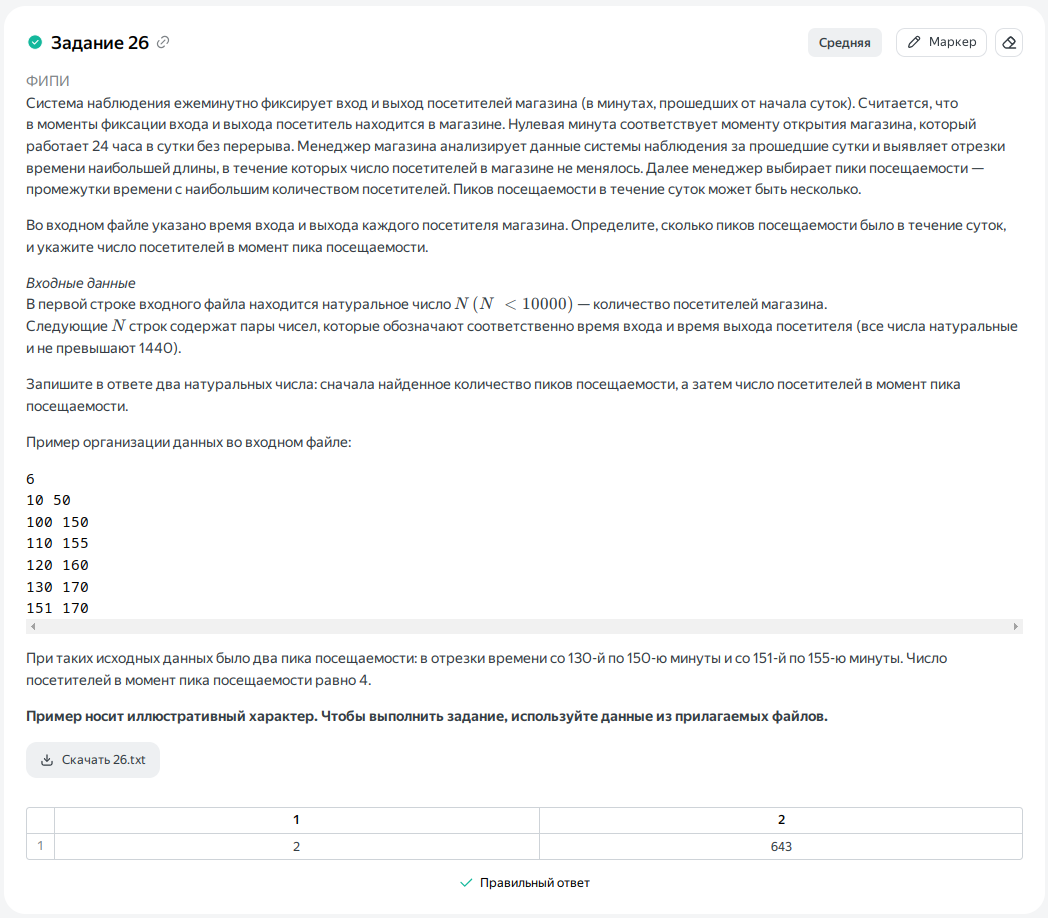 Задание 26
Средняя
Маркер
ФИПИ
Система наблюдения ежеминутно фиксирует вход и выход посетителей магазина (в минутах, прошедших от начала суток). Считается, что
в моменты фиксации входа и выхода посетитель находится в магазине. Нулевая минута соответствует моменту открытия магазина, который
работает 24 часа в сутки без перерыва. Менеджер магазина анализирует данные системы наблюдения за прошедшие сутки и выявляет отрезки
времени наибольшей длины, в течение которых число посетителей в магазине не менялось. Далее менеджер выбирает пики посещаемости —
промежутки времени с наибольшим количеством посетителей. Пиков посещаемости в течение суток может быть несколько.
Во входном файле указано время входа и выхода каждого посетителя магазина. Определите, сколько пиков посещаемости было в течение суток,
и укажите число посетителей в момент пика посещаемости.
Входные данные
В первой строке входного файла находится натуральное число N (N < 10000) — количество посетителей магазина.
Следующие N строк содержат пары чисел, которые обозначают соответственно время входа и время выхода посетителя (все числа натуральные
и не превышают 1440).
Запишите в ответе два натуральных числа: сначала найденное количество пиков посещаемости, а затем число посетителей в момент пика
посещаемости.
Пример организации данных во входном файле:
6
10 50
100 150
110 155
120 160
130 170
151 170
При таких исходных данных было два пика посещаемости: в отрезки времени со 130-й по 150-ю минуты и со 151-й по 155-ю минуты. Число
посетителей в момент пика посещаемости равно 4.
Пример носит иллюстративный характер. Чтобы выполнить задание, используйте данные из прилагаемых файлов.
Скачать 26.txt
1 2
1 2 643
Правильный ответ